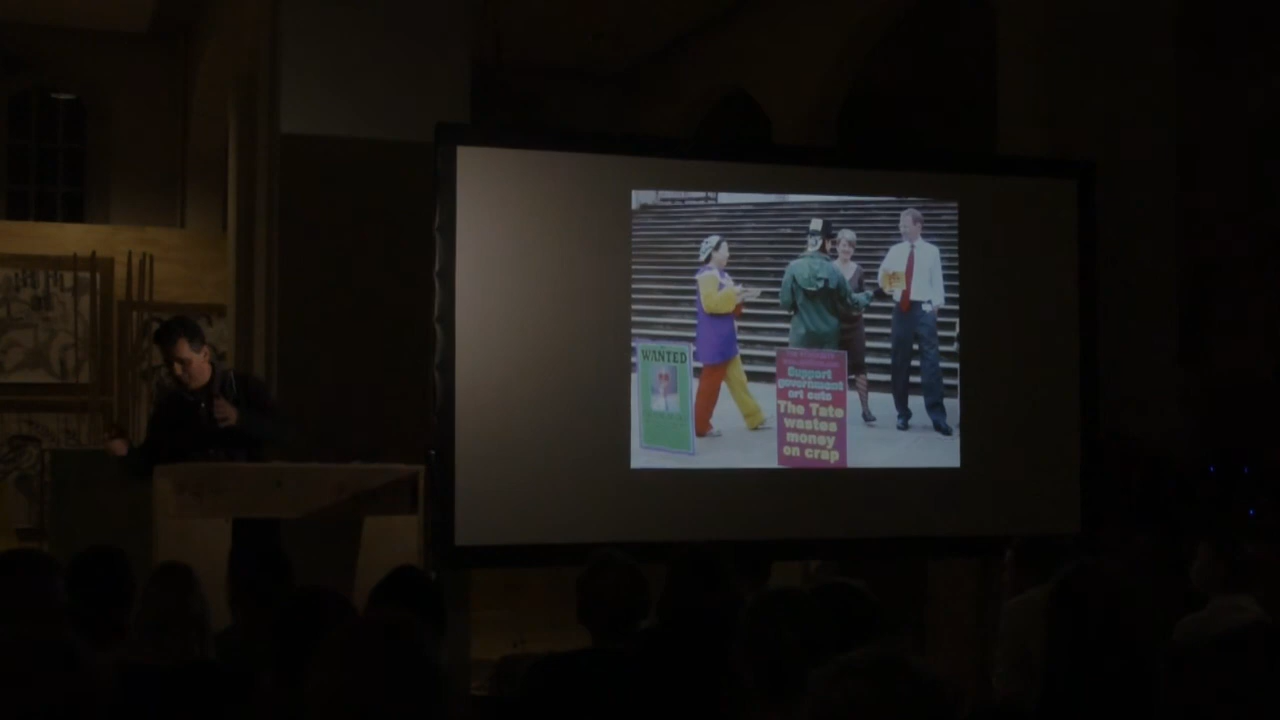 WANTED
Support
government
art cuts
The Tate
wastes
money
on crap